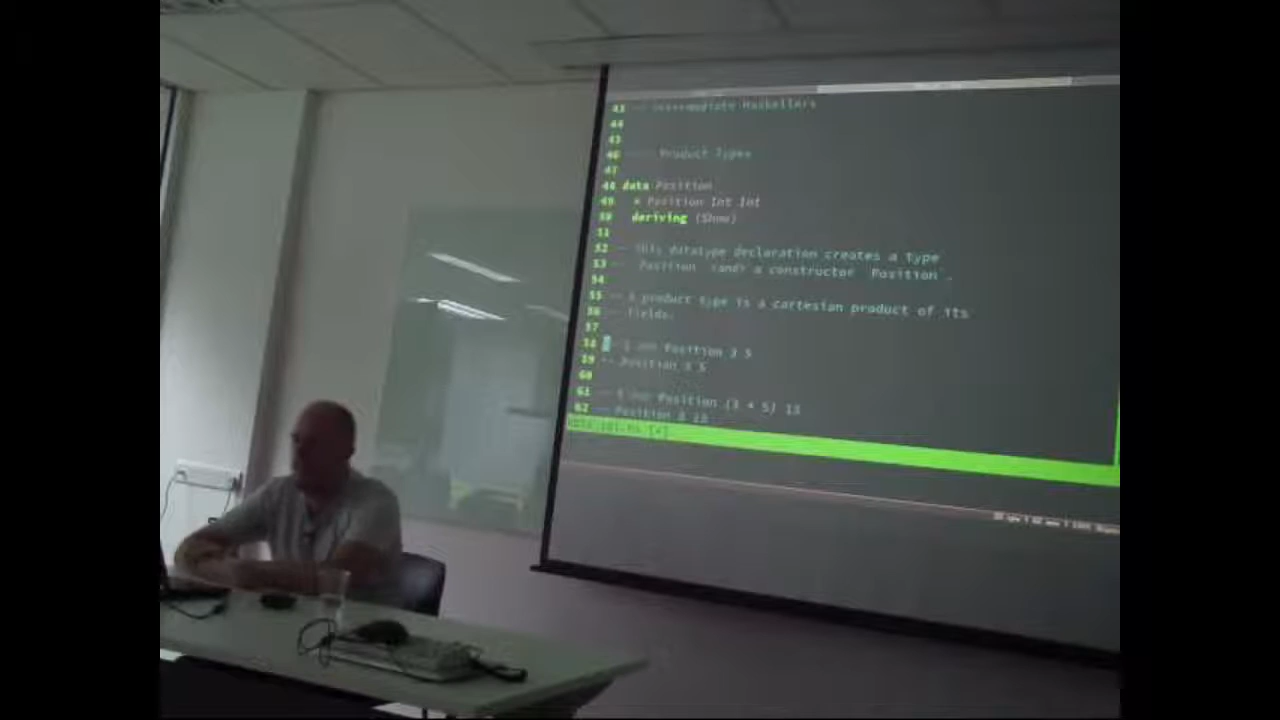 43 -- Intermediate Haskellers
44
45
46 ---- Product Types
47
48 data Position
49 = Position Int Int
50 deriving (Show)
51
52 -- This datatype declaration creates a type
53 -- `Position` (and) a constructor `Position`.
54
55 -- A product type is a cartesian product of its
56 -- fields.
57
58 Position 3 5
59 -- Position 3 5
60
61 Position (3 + 5) 13
62 -- Position 8 13